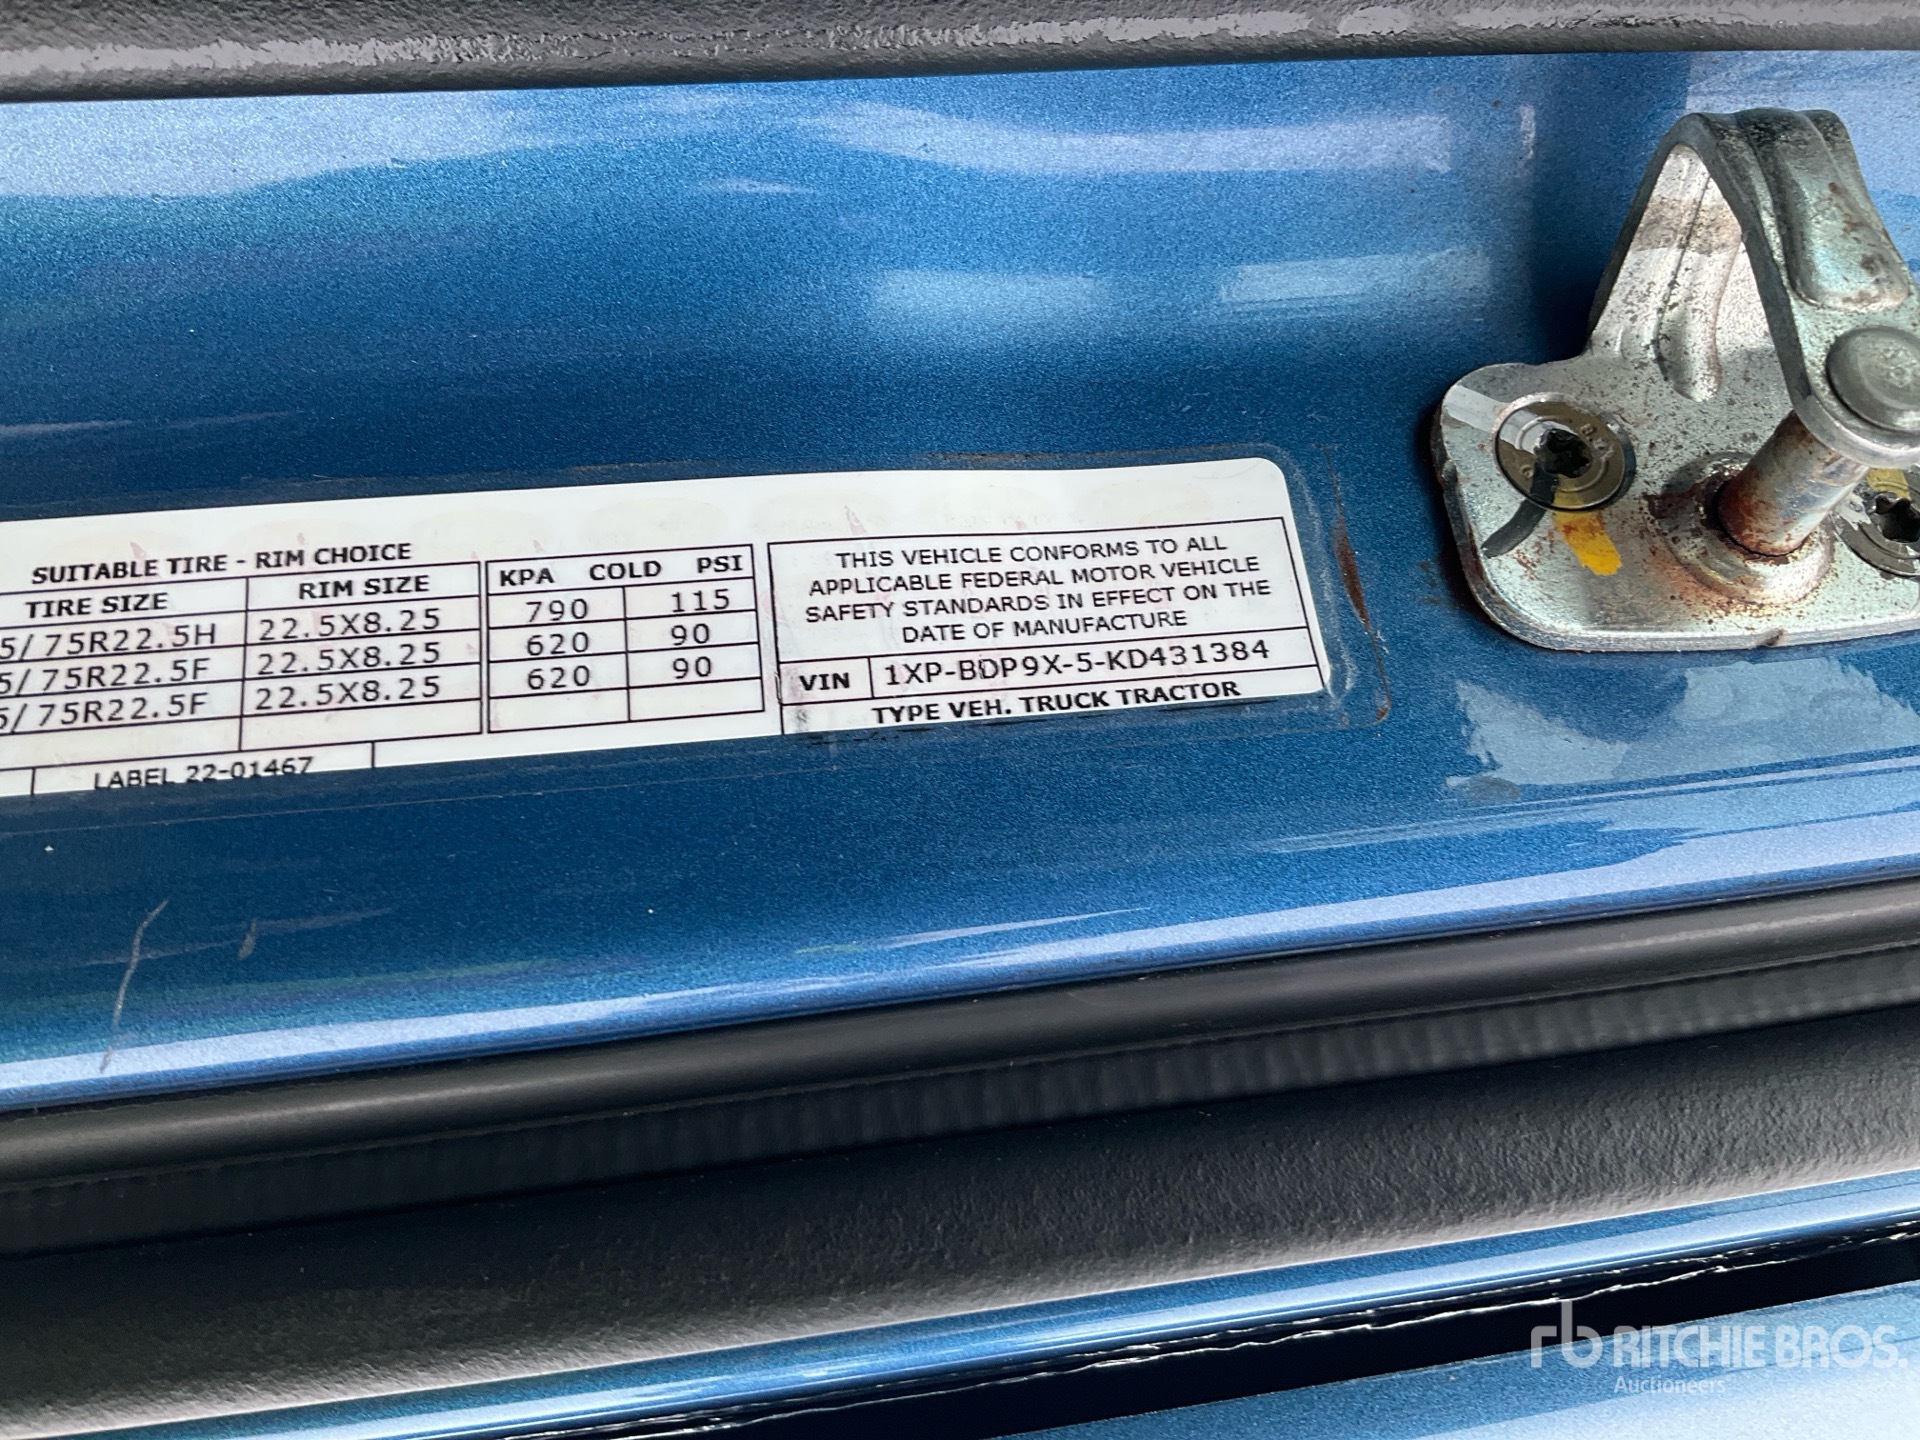 SUITABLE TIRE - RIM CHOICE
TIRE SIZE RIM SIZE KPA COLD PSI
5/75R22.5H 22.5X8.25 790 115
5/75R22.5F 22.5X8.25 620 90
5/75R22.5F 22.5X8.25 620 90
LABEL 22-01467
THIS VEHICLE CONFORMS TO ALL
APPLICABLE FEDERAL MOTOR VEHICLE
SAFETY STANDARDS IN EFFECT ON THE
DATE OF MANUFACTURE
VIN 1XP-BDP9X-5-KD431384
TYPE VEH. TRUCK TRACTOR
rb RITCHIE BROS.
Auctioneers